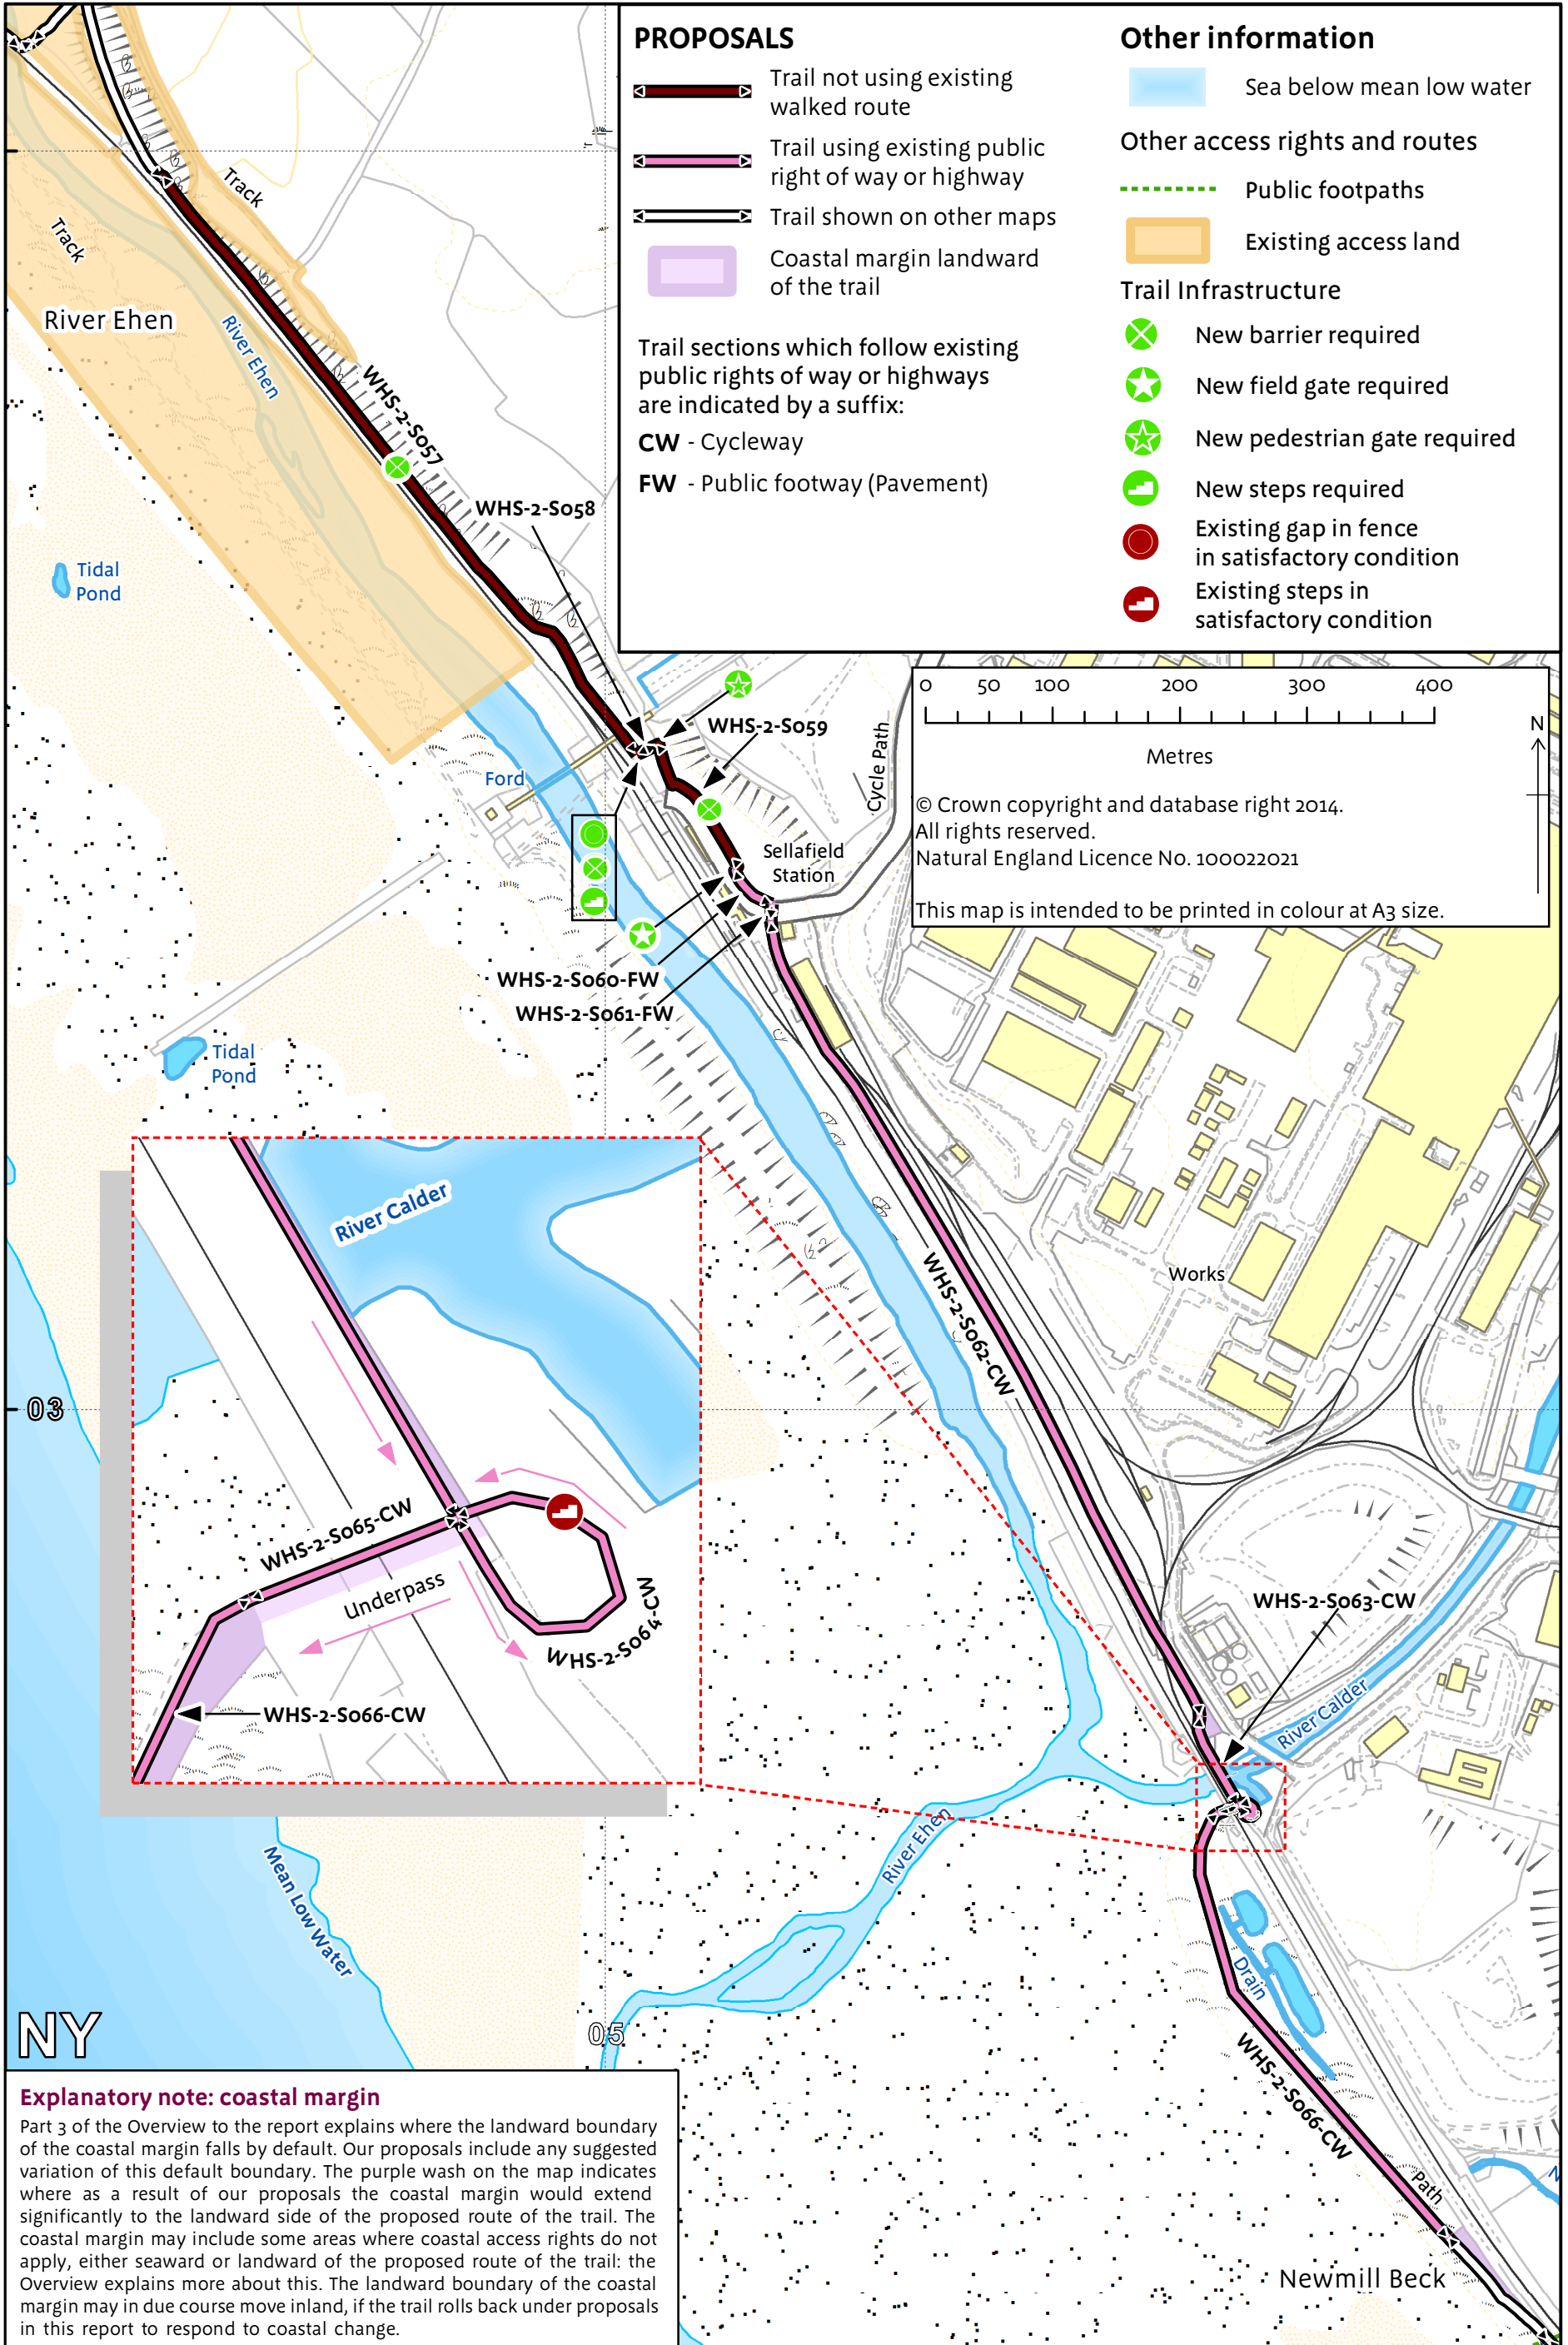 PROPOSALS
Trail not using existing
walked route
Trail using existing public
right of way or highway
Trail shown on other maps
Coastal margin landward
of the trail
Trail sections which follow existing
public rights of way or highways
are indicated by a suffix:
CW - Cycleway
FW - Public footway (Pavement)
Other information
Sea below mean low water
Other access rights and routes
Public footpaths
Existing access land
Trail Infrastructure
New barrier required
New field gate required
New pedestrian gate required
New steps required
Existing gap in fence
in satisfactory condition
Existing steps in
satisfactory condition
0 50 100 200 300 400
Metres
N
© Crown copyright and database right 2014.
All rights reserved.
Natural England Licence No. 100022021
This map is intended to be printed in colour at A3 size.
Track
Track
River Ehen
River Ehen
WHS-2-S057
WHS-2-S058
Tidal
Pond
WHS-2-S059
Ford
Cycle Path
Sellafield
Station
WHS-2-S060-FW
WHS-2-S061-FW
Tidal
Pond
River Calder
WHS-2-S062-CW
Works
03
WHS-2-S065-CW
Underpass
WHS-2-S064-CW
WHS-2-S066-CW
WHS-2-S063-CW
River Calder
River Ehen
Mean Low Water
Drain
NY
05
WHS-2-S066-CW
Path
N
Newmill Beck
Explanatory note: coastal margin
Part 3 of the Overview to the report explains where the landward boundary
of the coastal margin falls by default. Our proposals include any suggested
variation of this default boundary. The purple wash on the map indicates
where as a result of our proposals the coastal margin would extend
significantly to the landward side of the proposed route of the trail. The
coastal margin may include some areas where coastal access rights do not
apply, either seaward or landward of the proposed route of the trail: the
Overview explains more about this. The landward boundary of the coastal
margin may in due course move inland, if the trail rolls back under proposals
in this report to respond to coastal change.